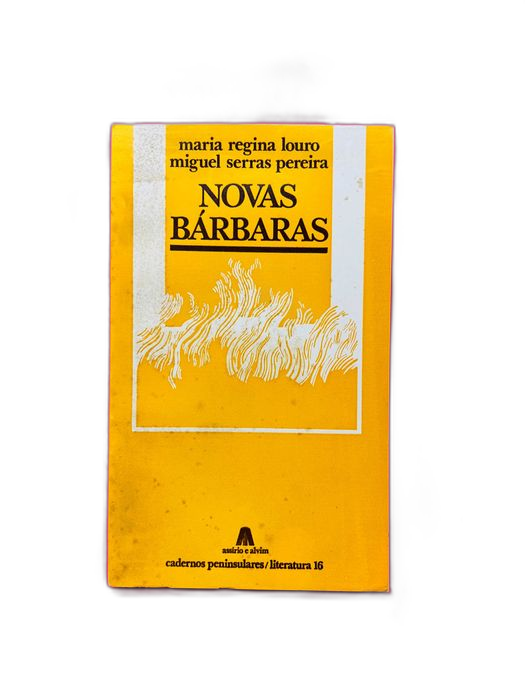 maria regina louro
miguel serras pereira
NOVAS
BÁRBARAS
assírio e alvim
cadernos peninsulares/literatura 16